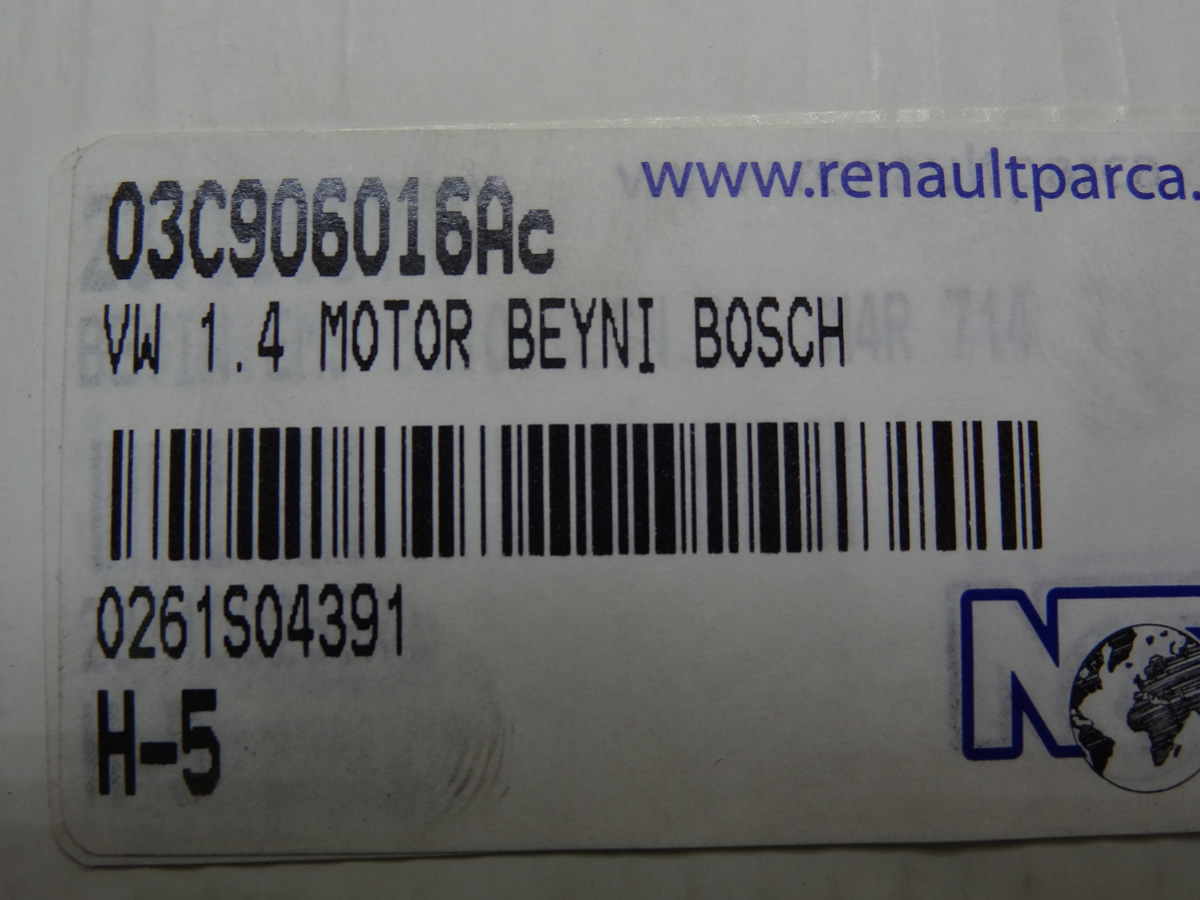 www.renaultparca.
03C906016Ac
VW 1.4 MOTOR BEYNI BOSCH
0261S04391
H-5